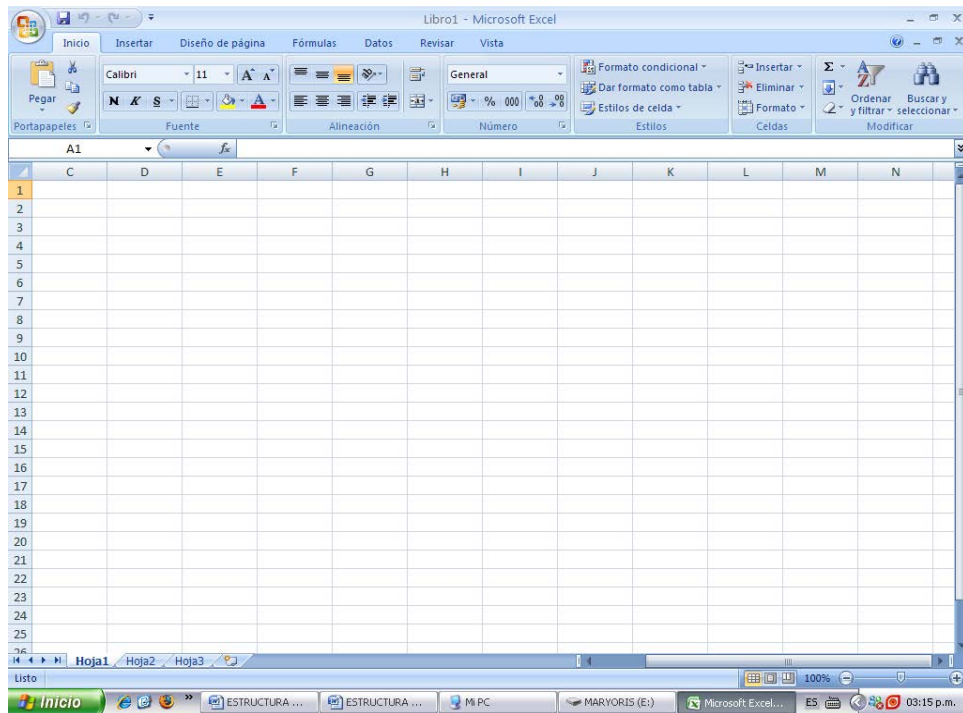 Libro1 - Microsoft Excel
Inicio Insertar Diseño de página Fórmulas Datos Revisar Vista
Pegar
Calibri 11
General
Formato condicional
Dar formato como tabla
Estilos de celda
Insertar
Eliminar
Formato
Ordenar y filtrar
Buscar y seleccionar
N K S A % 000
Portapapeles Fuente Alineación Número Estilos Celdas Modificar
A1 fx
C D E F G H I J K L M N
1
2
3
4
5
6
7
8
9
10
11
12
13
14
15
16
17
18
19
20
21
22
23
24
25
26
Hoja1 Hoja2 Hoja3
Listo 100%
Inicio » ESTRUCTURA ... ESTRUCTURA ... Mi PC MARYORIS (E:) Microsoft Excel... ES 03:15 p.m.